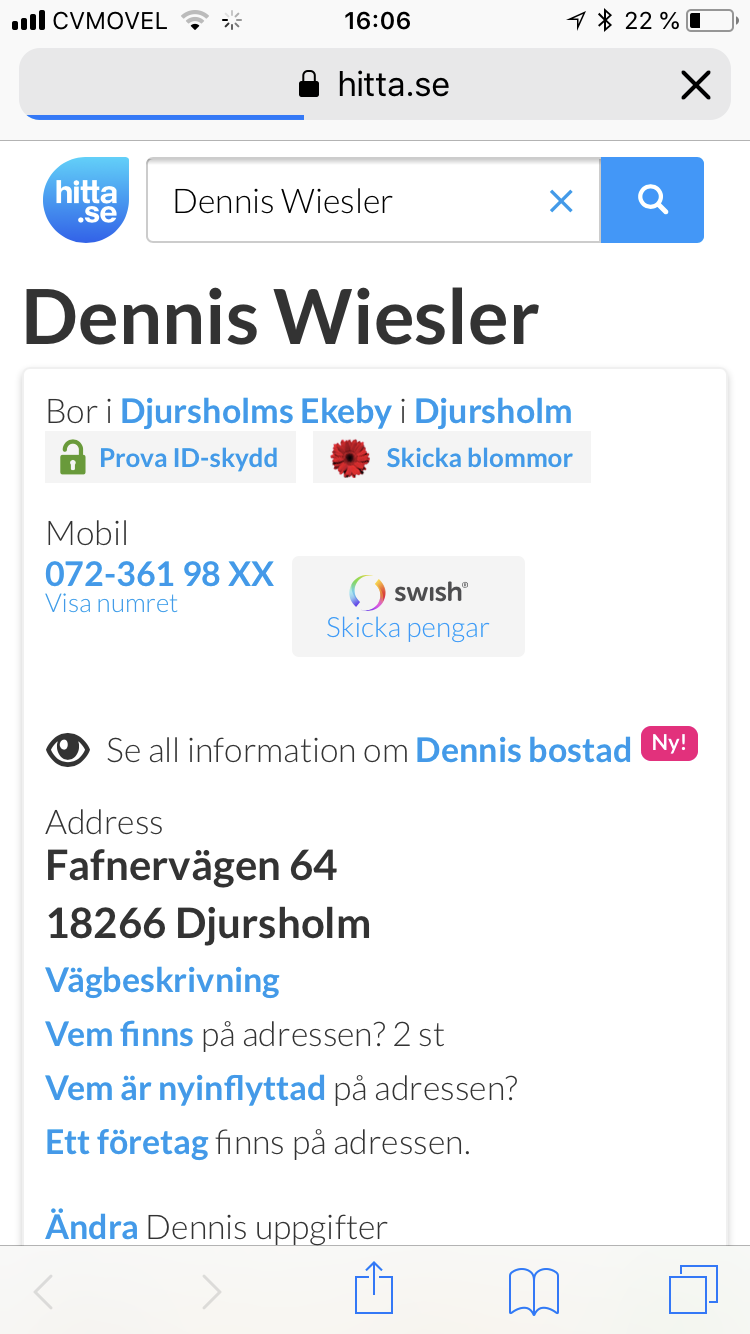 CVMOVEL 16:06 22 %
hitta.se
hitta
.se
Dennis Wiesler
Dennis Wiesler
Bor i Djursholms Ekeby i Djursholm
Prova ID-skydd Skicka blommor
Mobil
072-361 98 XX
Visa numret
swish®
Skicka pengar
Se all information om Dennis bostad Ny!
Address
Fafnervägen 64
18266 Djursholm
Vägbeskrivning
Vem finns på adressen? 2 st
Vem är nyinflyttad på adressen?
Ett företag finns på adressen.
Ändra Dennis uppgifter